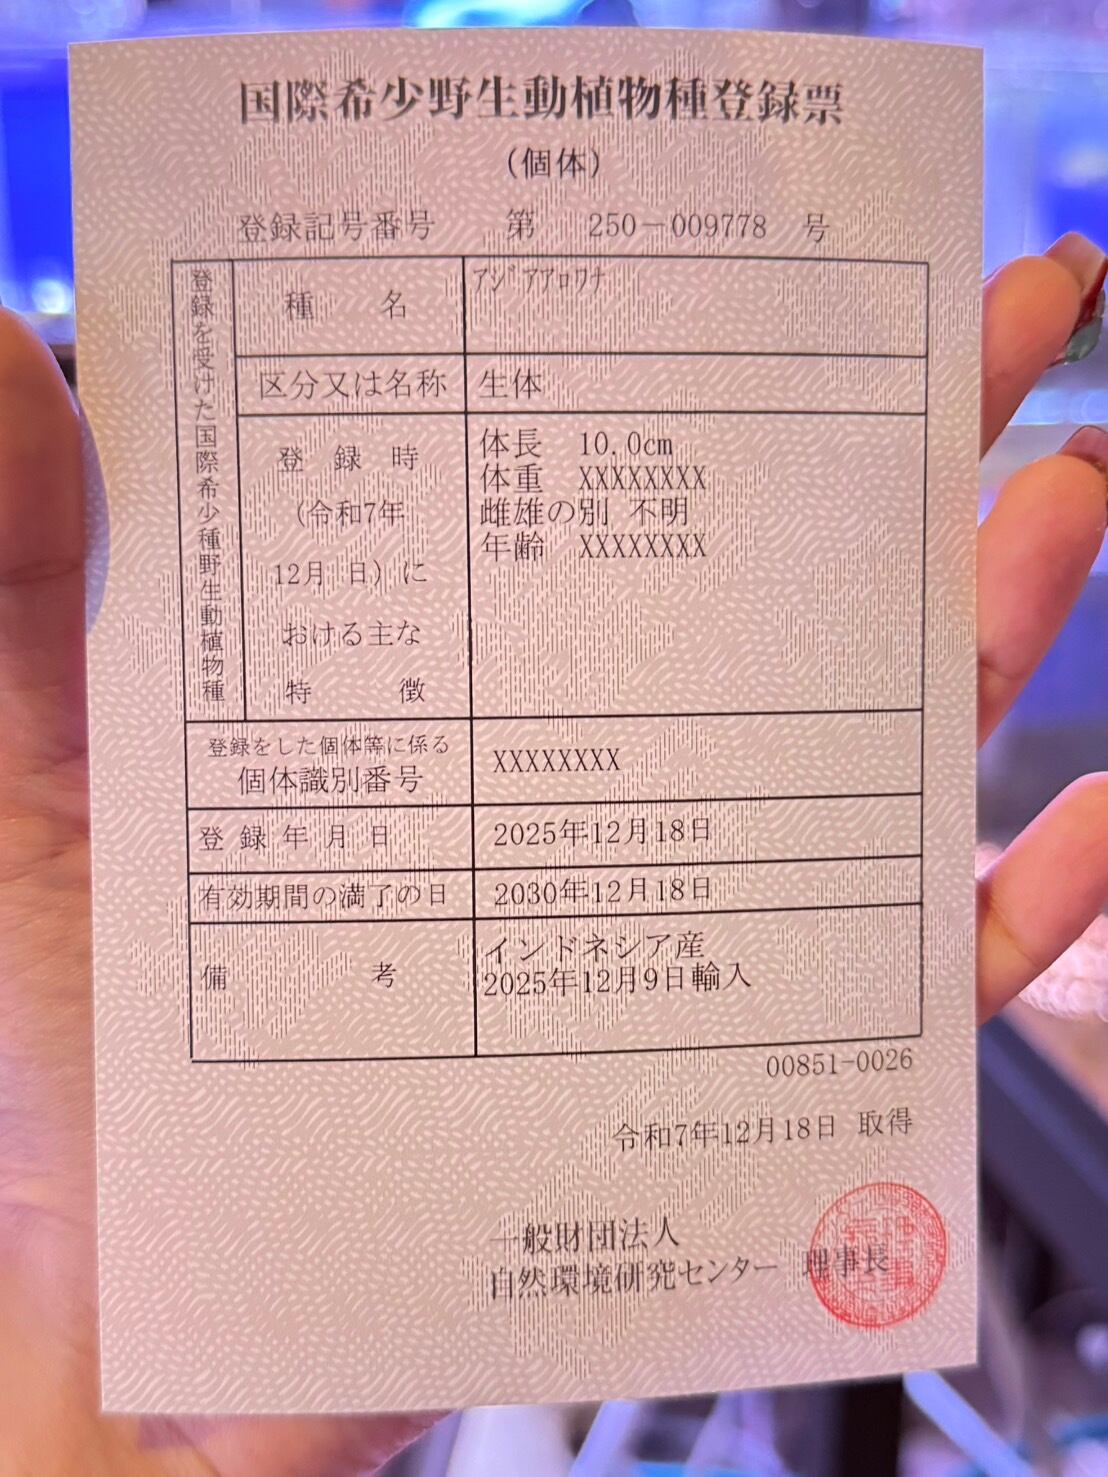 国際希少野生動植物種登録票
(個体)
登録記号番号 第 250-009778 号
登録を受けた国際希少種野生動植物種
種 名 アジアアロワナ
区分又は名称 生体
登録時
(令和7年
12月 日)に
おける主な
特 徴
体長 10.0cm
体重 XXXXXXXX
雌雄の別 不明
年齢 XXXXXXXX
登録をした個体等に係る
個体識別番号 XXXXXXXX
登録年月日 2025年12月18日
有効期間の満了の日 2030年12月18日
備 考
インドネシア産
2025年12月9日輸入
00851-0026
令和7年12月18日 取得
一般財団法人
自然環境研究センター 理事長